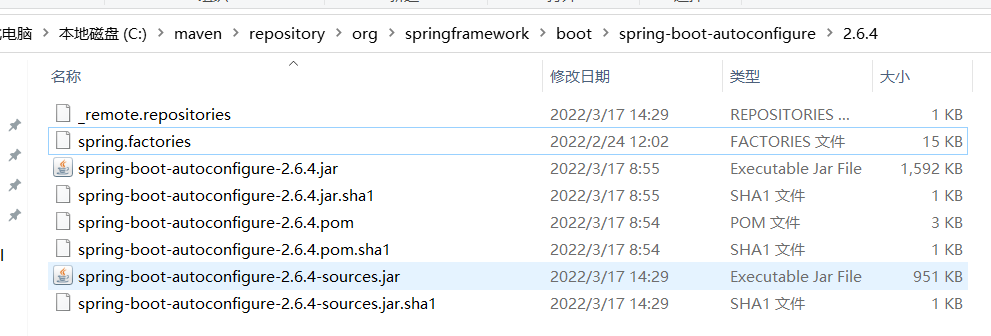 电脑 > 本地磁盘 (C:) > maven > repository > org > springframework > boot > spring-boot-autoconfigure > 2.6.4
名称 修改日期 类型 大小
_remote.repositories 2022/3/17 14:29 REPOSITORIES ... 1 KB
spring.factories 2022/2/24 12:02 FACTORIES 文件 15 KB
spring-boot-autoconfigure-2.6.4.jar 2022/3/17 8:55 Executable Jar File 1,592 KB
spring-boot-autoconfigure-2.6.4.jar.sha1 2022/3/17 8:55 SHA1 文件 1 KB
spring-boot-autoconfigure-2.6.4.pom 2022/3/17 8:54 POM 文件 3 KB
spring-boot-autoconfigure-2.6.4.pom.sha1 2022/3/17 8:54 SHA1 文件 1 KB
spring-boot-autoconfigure-2.6.4-sources.jar 2022/3/17 14:29 Executable Jar File 951 KB
spring-boot-autoconfigure-2.6.4-sources.jar.sha1 2022/3/17 14:29 SHA1 文件 1 KB